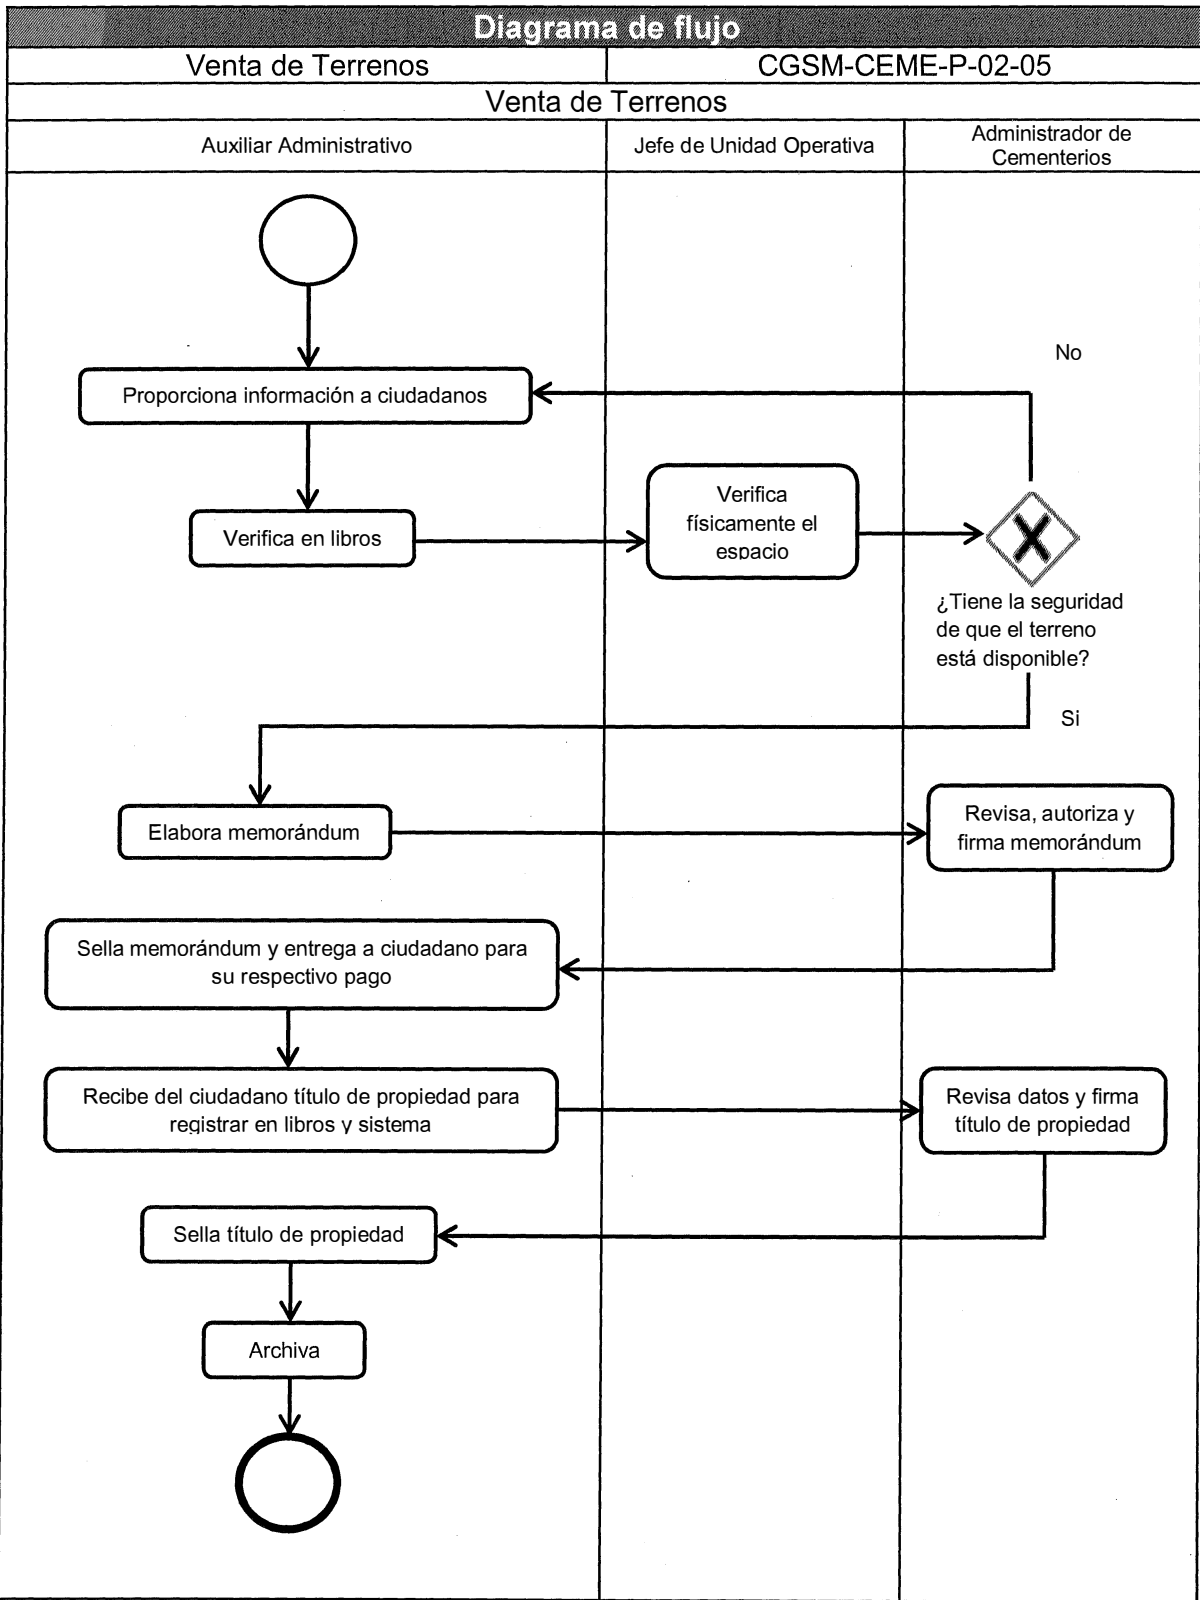 Diagrama de flujo
Venta de Terrenos
CGSM-CEME-P-02-05
Venta de Terrenos
Auxiliar Administrativo
Jefe de Unidad Operativa
Administrador de
Cementerios
No
Proporciona información a ciudadanos
Verifica en libros
Verifica
físicamente el
espacio
¿Tiene la seguridad
de que el terreno
está disponible?
Si
Elabora memorándum
Revisa, autoriza y
firma memorándum
Sella memorándum y entrega a ciudadano para
su respectivo pago
Recibe del ciudadano título de propiedad para
registrar en libros y sistema
Revisa datos y firma
título de propiedad
Sella título de propiedad
Archiva